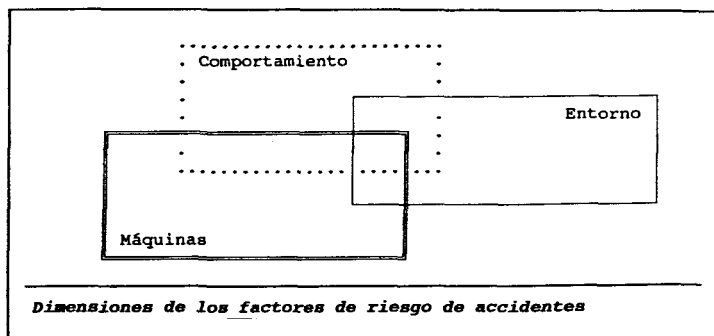 Comportamiento
Entorno
Máquinas
Dimensiones de los factores de riesgo de accidentes